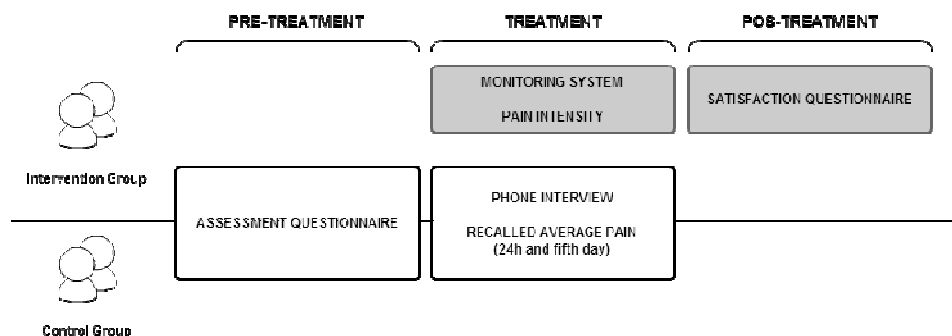 PRE-TREATMENT
TREATMENT
POS-TREATMENT
MONITORING SYSTEM
PAIN INTENSITY
SATISFACTION QUESTIONNAIRE
Intervention Group
ASSESSMENT QUESTIONNAIRE
PHONE INTERVIEW
RECALLED AVERAGE PAIN
(24h and fifth day)
Control Group